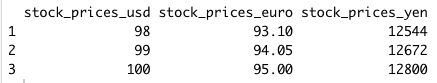 stock_prices_usd stock_prices_euro stock_prices_yen
1 98 93.10 12544
2 99 94.05 12672
3 100 95.00 12800